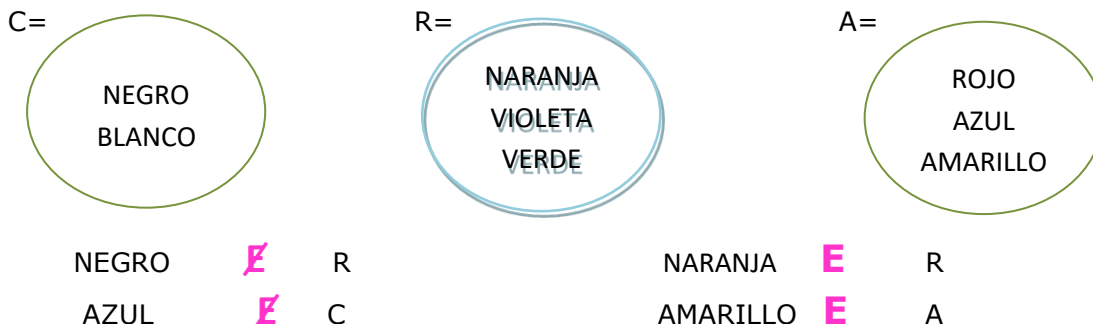 C= R= A=
NEGRO
BLANCO
NARANJA
VIOLETA
VERDE
ROJO
AZUL
AMARILLO
NEGRO E̸ R NARANJA E R
AZUL E̸ C AMARILLO E A